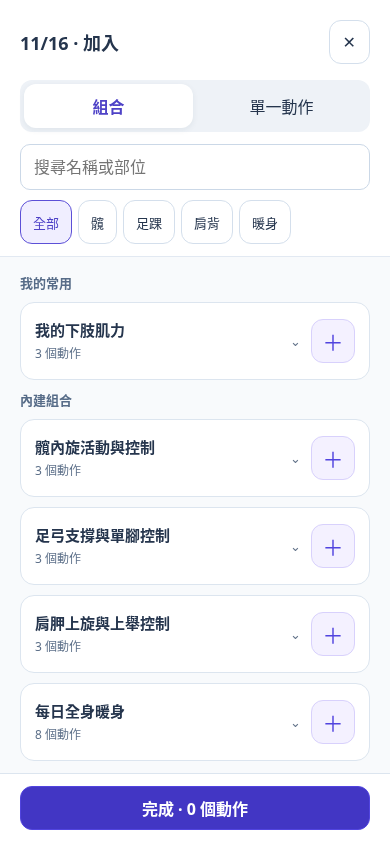 11/16 · 加入
×
組合
單一動作
搜尋名稱或部位
全部
髖
足踝
肩背
暖身
我的常用
我的下肢肌力
3 個動作
+
內建組合
髖內旋活動與控制
3 個動作
+
足弓支撐與單腳控制
3 個動作
+
肩胛上旋與上舉控制
3 個動作
+
每日全身暖身
8 個動作
+
完成 · 0 個動作